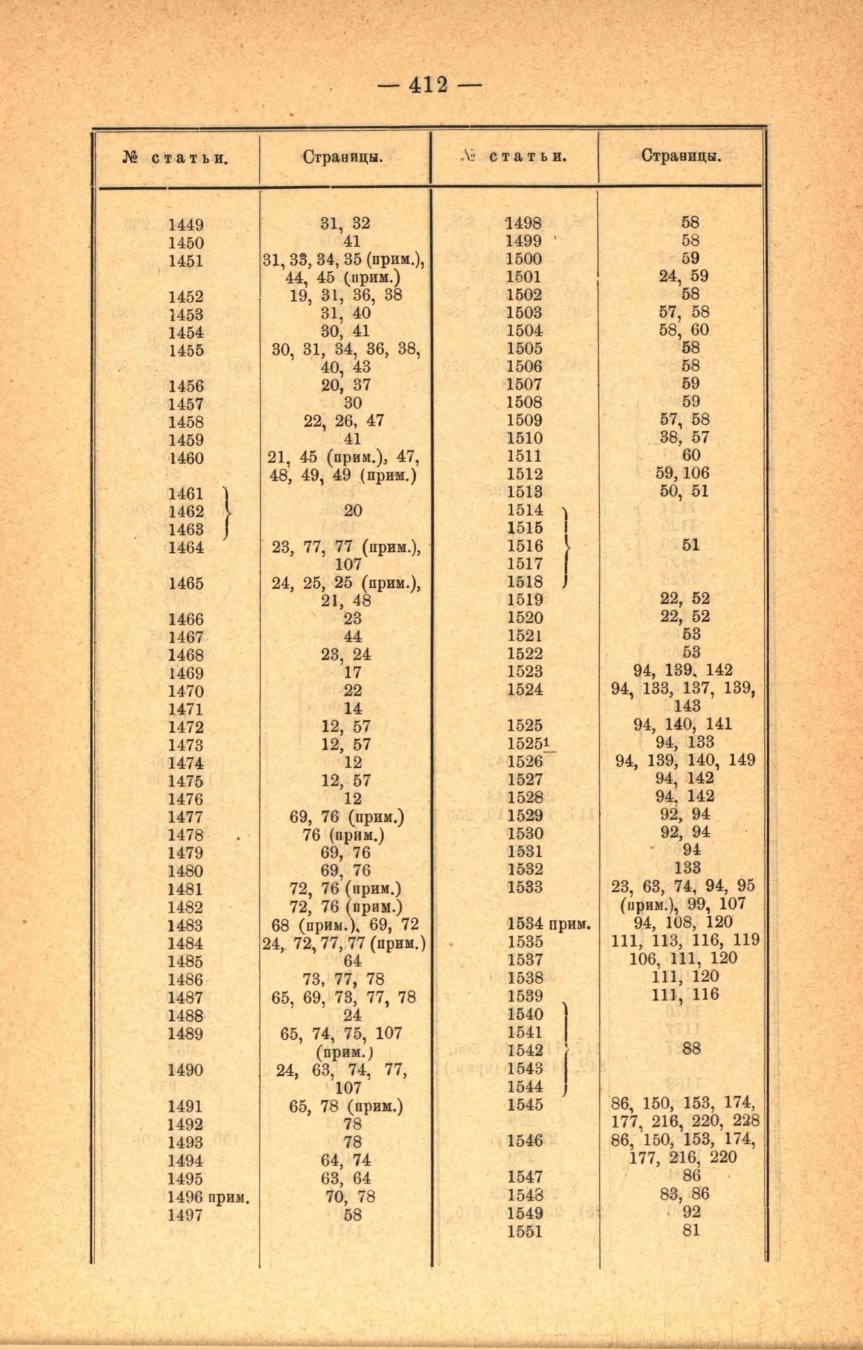 — 412 —
№ статьи. Страницы.
1449 31, 32
1450 41
1451 31, 33, 34, 35 (прим.),
44, 45 (прим.)
1452 19, 31, 36, 38
1453 31, 40
1454 30, 41
1455 30, 31, 34, 36, 38,
40, 43
1456 20, 37
1457 30
1458 22, 26, 47
1459 41
1460 21, 45 (прим.), 47,
48, 49, 49 (прим.)
1461 }
1462 } 20
1463 }
1464 23, 77, 77 (прим.),
107
1465 24, 25, 25 (прим.),
21, 48
1466 23
1467 44
1468 23, 24
1469 17
1470 22
1471 14
1472 12, 57
1473 12, 57
1474 12
1475 12, 57
1476 12
1477 69, 76 (прим.)
1478 76 (прим.)
1479 69, 76
1480 69, 76
1481 72, 76 (прим.)
1482 72, 76 (прим.)
1483 68 (прим.), 69, 72
1484 24, 72, 77, 77 (прим.)
1485 64
1486 73, 77, 78
1487 65, 69, 73, 77, 78
1488 24
1489 65, 74, 75, 107
(прим.)
1490 24, 63, 74, 77,
107
1491 65, 78 (прим.)
1492 78
1493 78
1494 64, 74
1495 63, 64
1496 прим. 70, 78
1497 58
№ статьи. Страницы.
1498 58
1499 58
1500 59
1501 24, 59
1502 58
1503 57, 58
1504 58, 60
1505 58
1506 58
1507 59
1508 59
1509 57, 58
1510 38, 57
1511 60
1512 59, 106
1513 50, 51
1514 }
1515 }
1516 } 51
1517 }
1518 }
1519 22, 52
1520 22, 52
1521 53
1522 53
1523 94, 139, 142
1524 94, 133, 137, 139,
143
1525 94, 140, 141
1525¹ 94, 133
1526 94, 139, 140, 149
1527 94, 142
1528 94, 142
1529 92, 94
1530 92, 94
1531 94
1532 133
1533 23, 63, 74, 94, 95
(прим.), 99, 107
1534 прим. 94, 108, 120
1535 111, 113, 116, 119
1537 106, 111, 120
1538 111, 120
1539 111, 116
1540 }
1541 }
1542 } 88
1543 }
1544 }
1545 86, 150, 153, 174,
177, 216, 220, 228
1546 86, 150, 153, 174,
177, 216, 220
1547 86
1548 83, 86
1549 92
1551 81